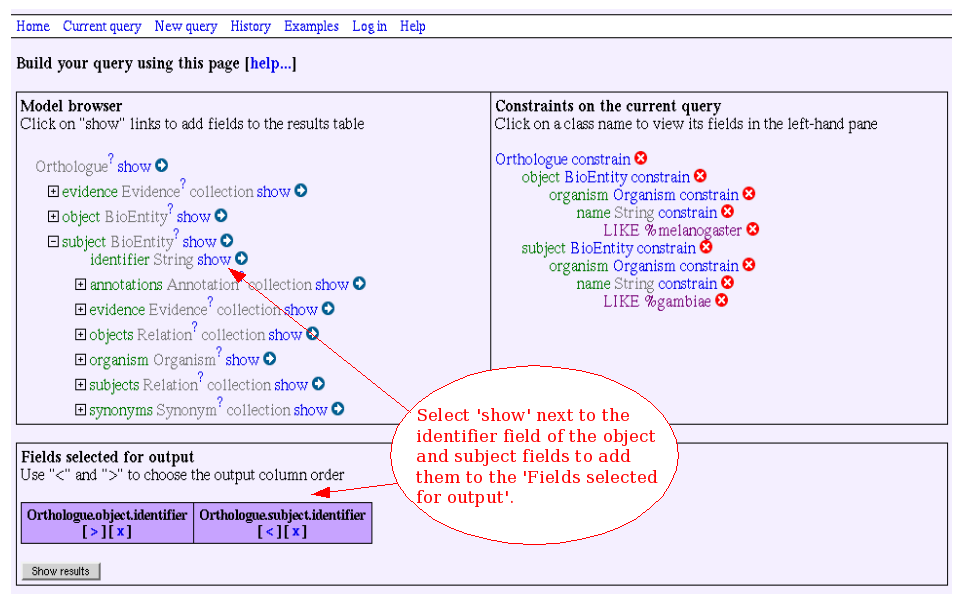 Home Current query New query History Examples Log in Help
Build your query using this page [help...]
Model browser
Click on "show" links to add fields to the results table
Orthologue? show
evidence Evidence? collection show
object BioEntity? show
subject BioEntity? show
identifier String show
annotations Annotation? collection show
evidence Evidence? collection show
objects Relation? collection show
organism Organism? show
subjects Relation? collection show
synonyms Synonym? collection show
Constraints on the current query
Click on a class name to view its fields in the left-hand pane
Orthologue constrain
object BioEntity constrain
organism Organism constrain
name String constrain
LIKE %melanogaster
subject BioEntity constrain
organism Organism constrain
name String constrain
LIKE %gambiae
Select 'show' next to the
identifier field of the object
and subject fields to add
them to the 'Fields selected
for output'.
Fields selected for output
Use "<" and ">" to choose the output column order
Orthologue.object.identifier Orthologue.subject.identifier
[ > ][ x ] [ < ][ x ]
Show results